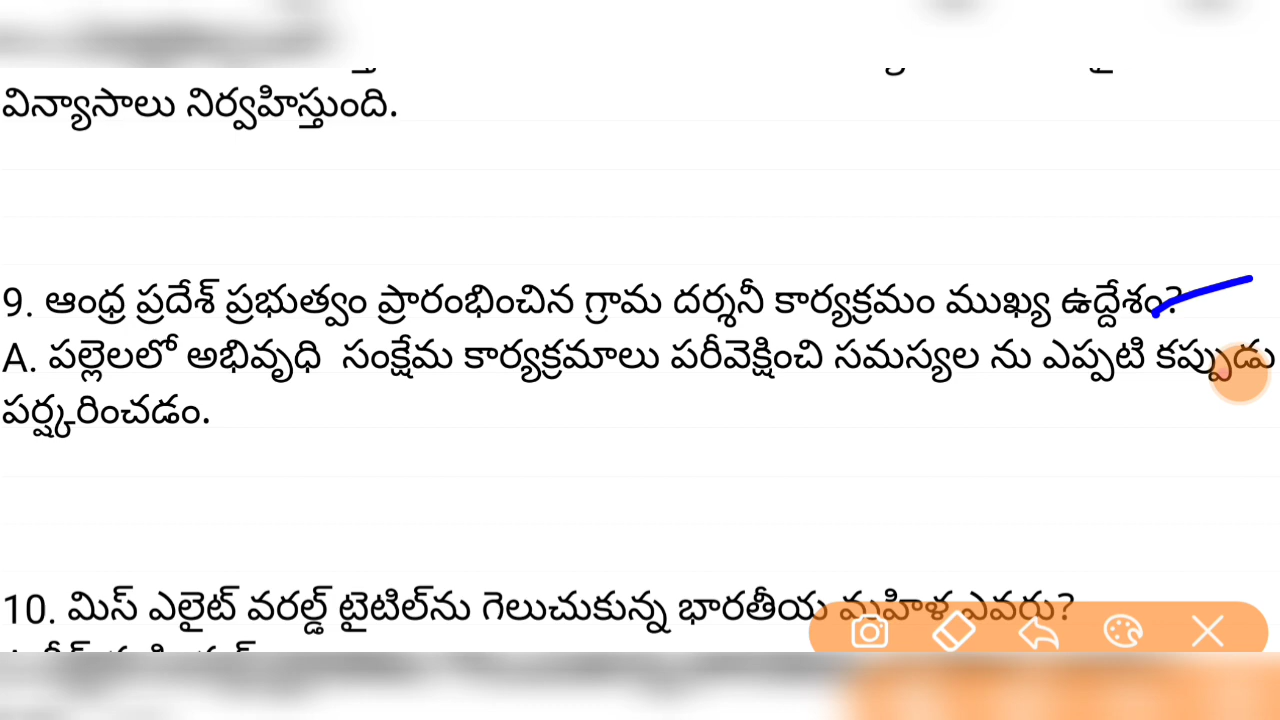 విన్యాసాలు నిర్వహిస్తుంది.
9. ఆంధ్ర ప్రదేశ్ ప్రభుత్వం ప్రారంభించిన గ్రామ దర్శనీ కార్యక్రమం ముఖ్య ఉద్దేశం?
A. పల్లెలలో అభివృధి సంక్షేమ కార్యక్రమాలు పరీవెక్షించి సమస్యల ను ఎప్పటి కప్పుడు
పర్ష్కరించడం.
10. మిస్ ఎలైట్ వరల్డ్ టైటిల్‌ను గెలుచుకున్న భారతీయ మహిళ ఎవరు?